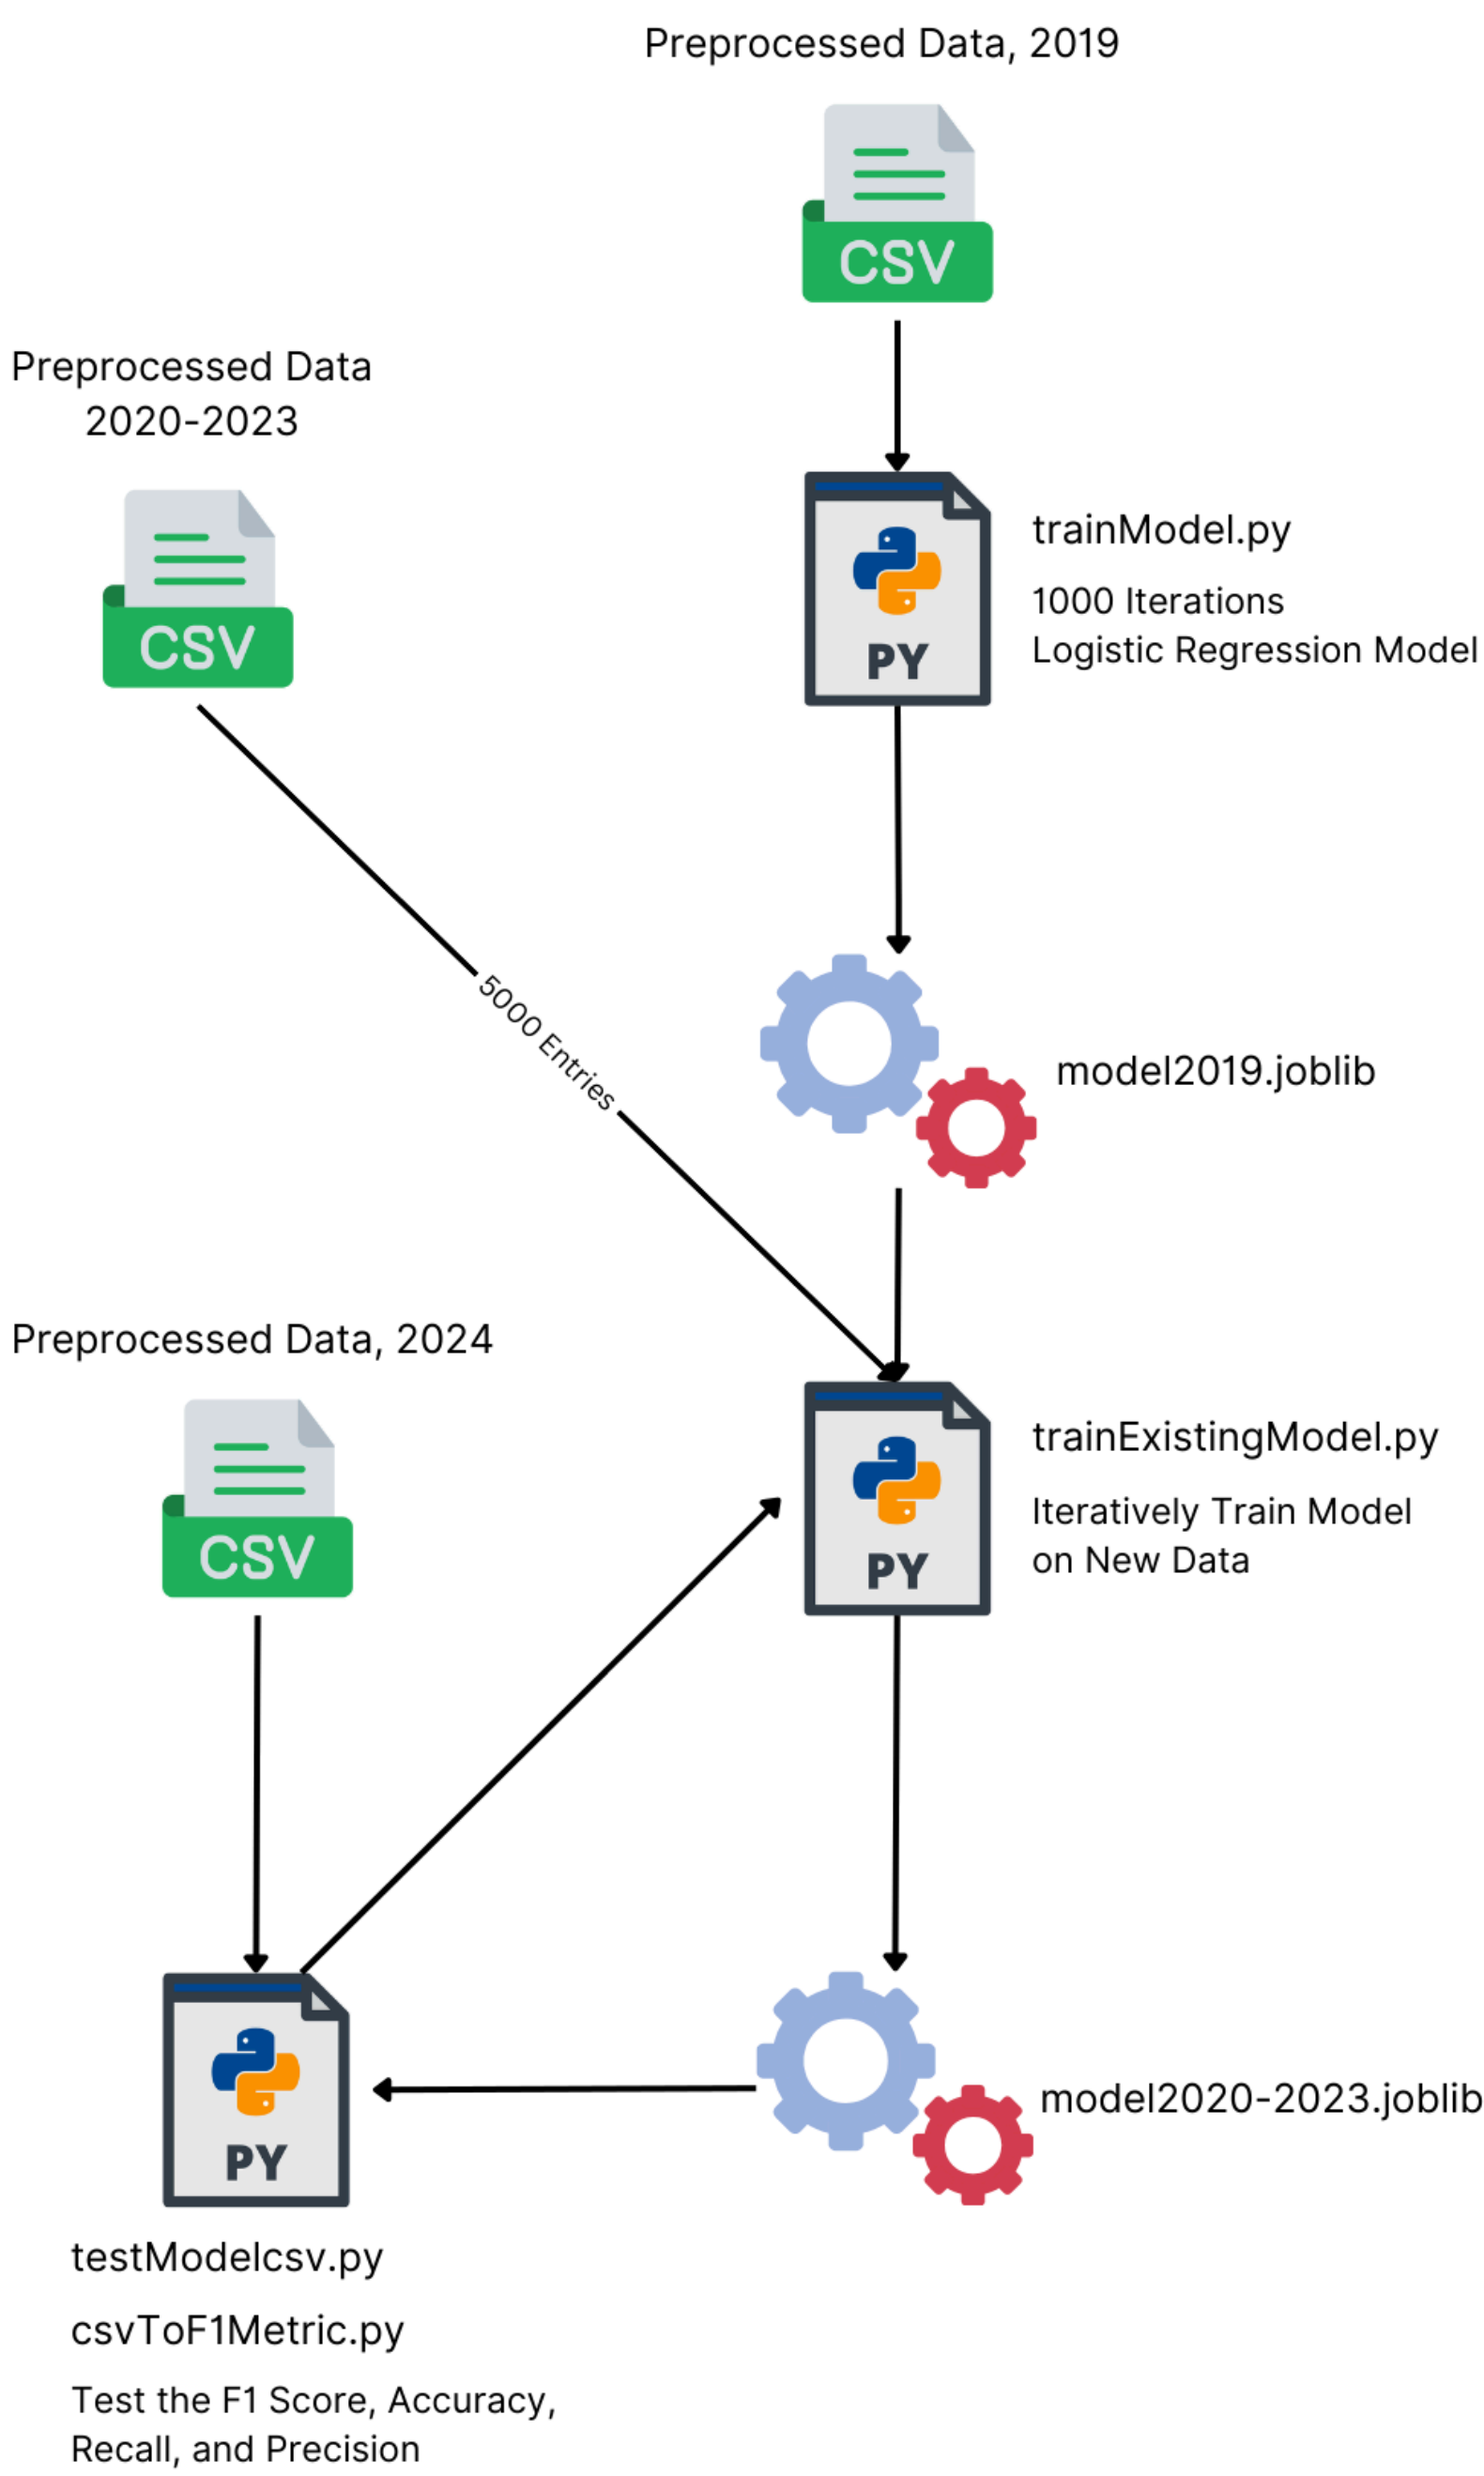 Preprocessed Data, 2019
CSV
Preprocessed Data
2020-2023
CSV
trainModel.py
1000 Iterations
Logistic Regression Model
PY
5000 Entries
model2019.joblib
Preprocessed Data, 2024
CSV
trainExistingModel.py
Iteratively Train Model
on New Data
PY
model2020-2023.joblib
PY
testModelcsv.py
csvToF1Metric.py
Test the F1 Score, Accuracy,
Recall, and Precision